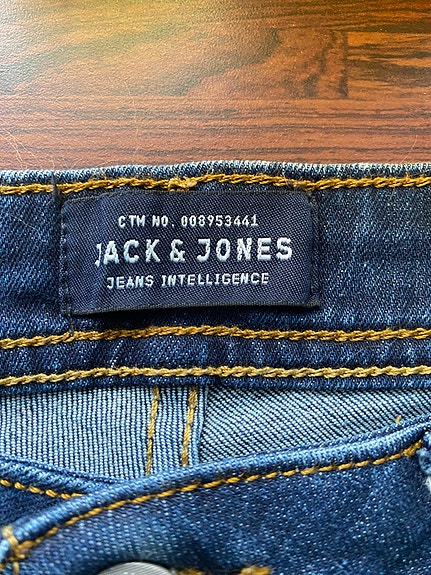 CTM NO. 008953441
JACK & JONES
JEANS INTELLIGENCE